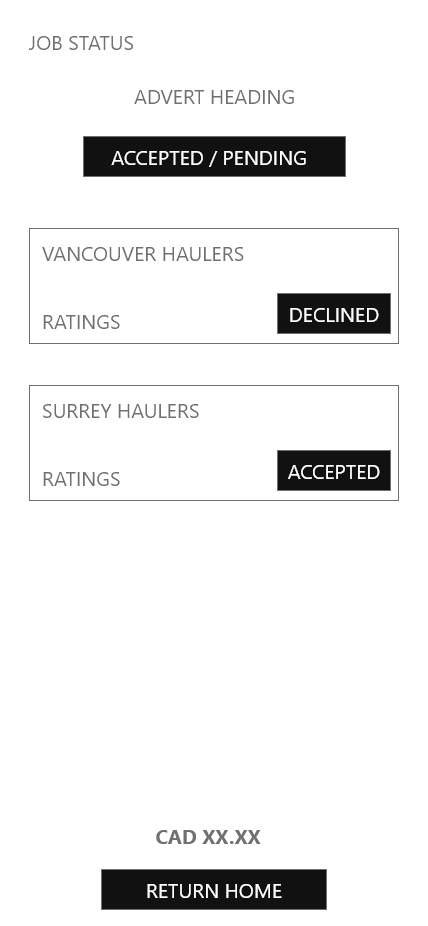 JOB STATUS
ADVERT HEADING
ACCEPTED / PENDING
VANCOUVER HAULERS
RATINGS
DECLINED
SURREY HAULERS
RATINGS
ACCEPTED
CAD XX.XX
RETURN HOME